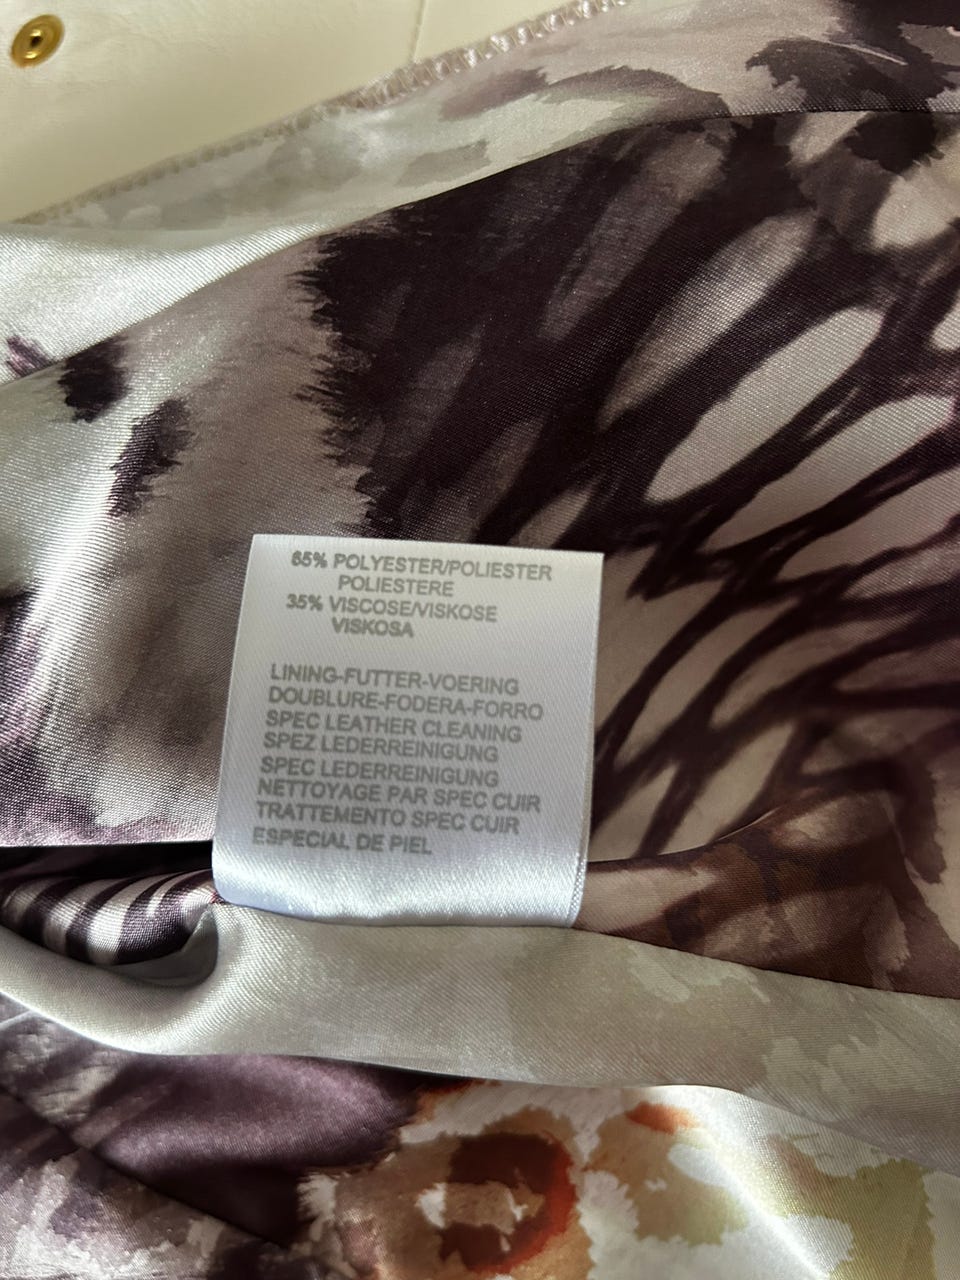 65% POLYESTER/POLIESTER
POLIESTERE
35% VISCOSE/VISKOSE
VISKOSA
LINING-FUTTER-VOERING
DOUBLURE-FODERA-FORRO
SPEC LEATHER CLEANING
SPEZ LEDERREINIGUNG
SPEC LEDERREINIGUNG
NETTOYAGE PAR SPEC CUIR
TRATTEMENTO SPEC CUIR
ESPECIAL DE PIEL